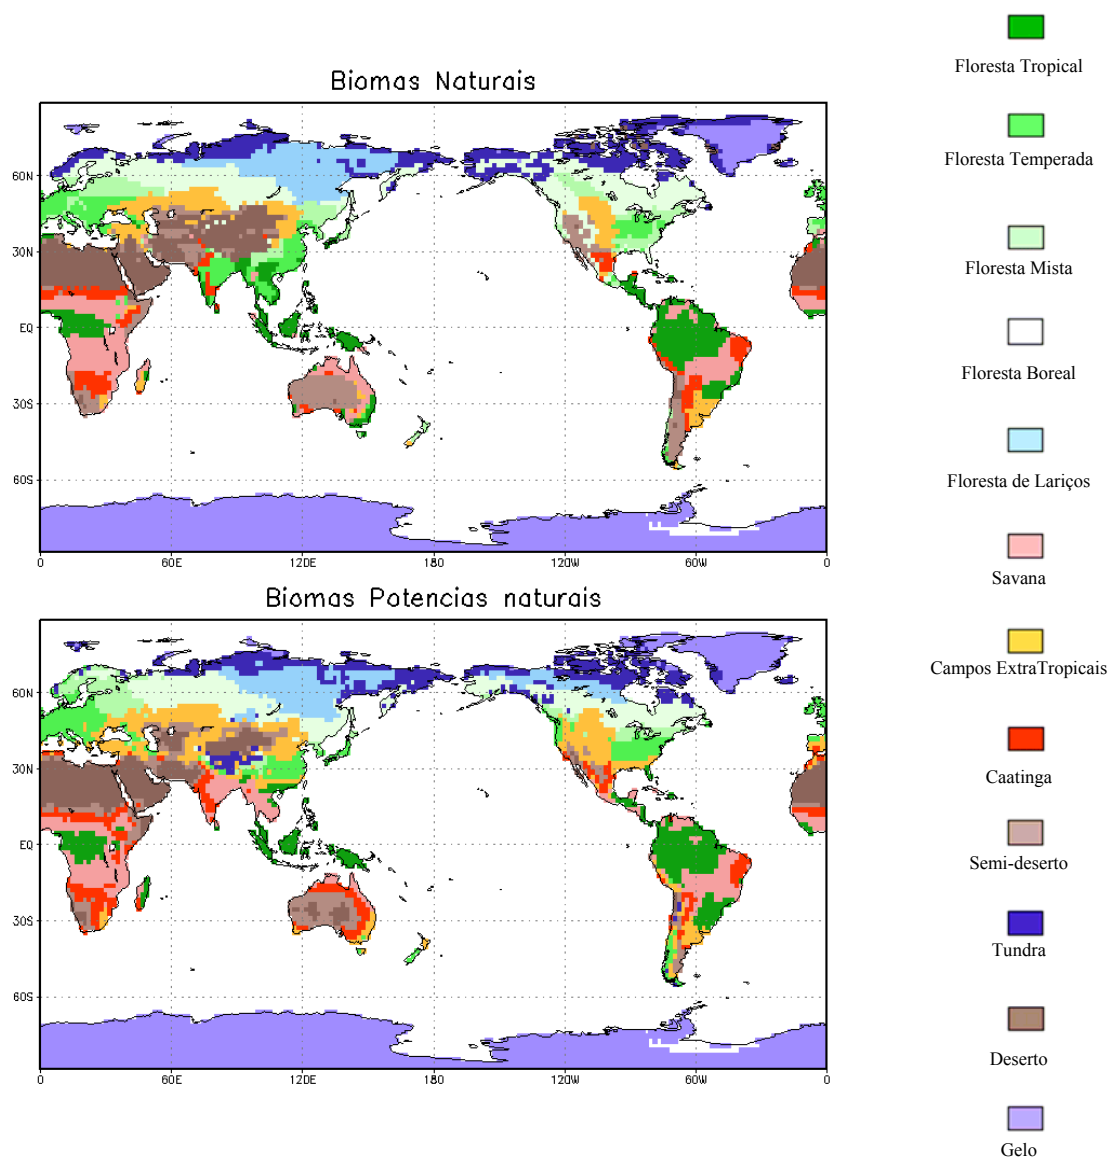 Biomas Naturais
60N
30N
EQ
30S
60S
0 60E 120E 180 120W 60W 0
Biomas Potencias naturais
60N
30N
EQ
30S
60S
0 60E 120E 180 120W 60W 0
Floresta Tropical
Floresta Temperada
Floresta Mista
Floresta Boreal
Floresta de Lariços
Savana
Campos ExtraTropicais
Caatinga
Semi-deserto
Tundra
Deserto
Gelo